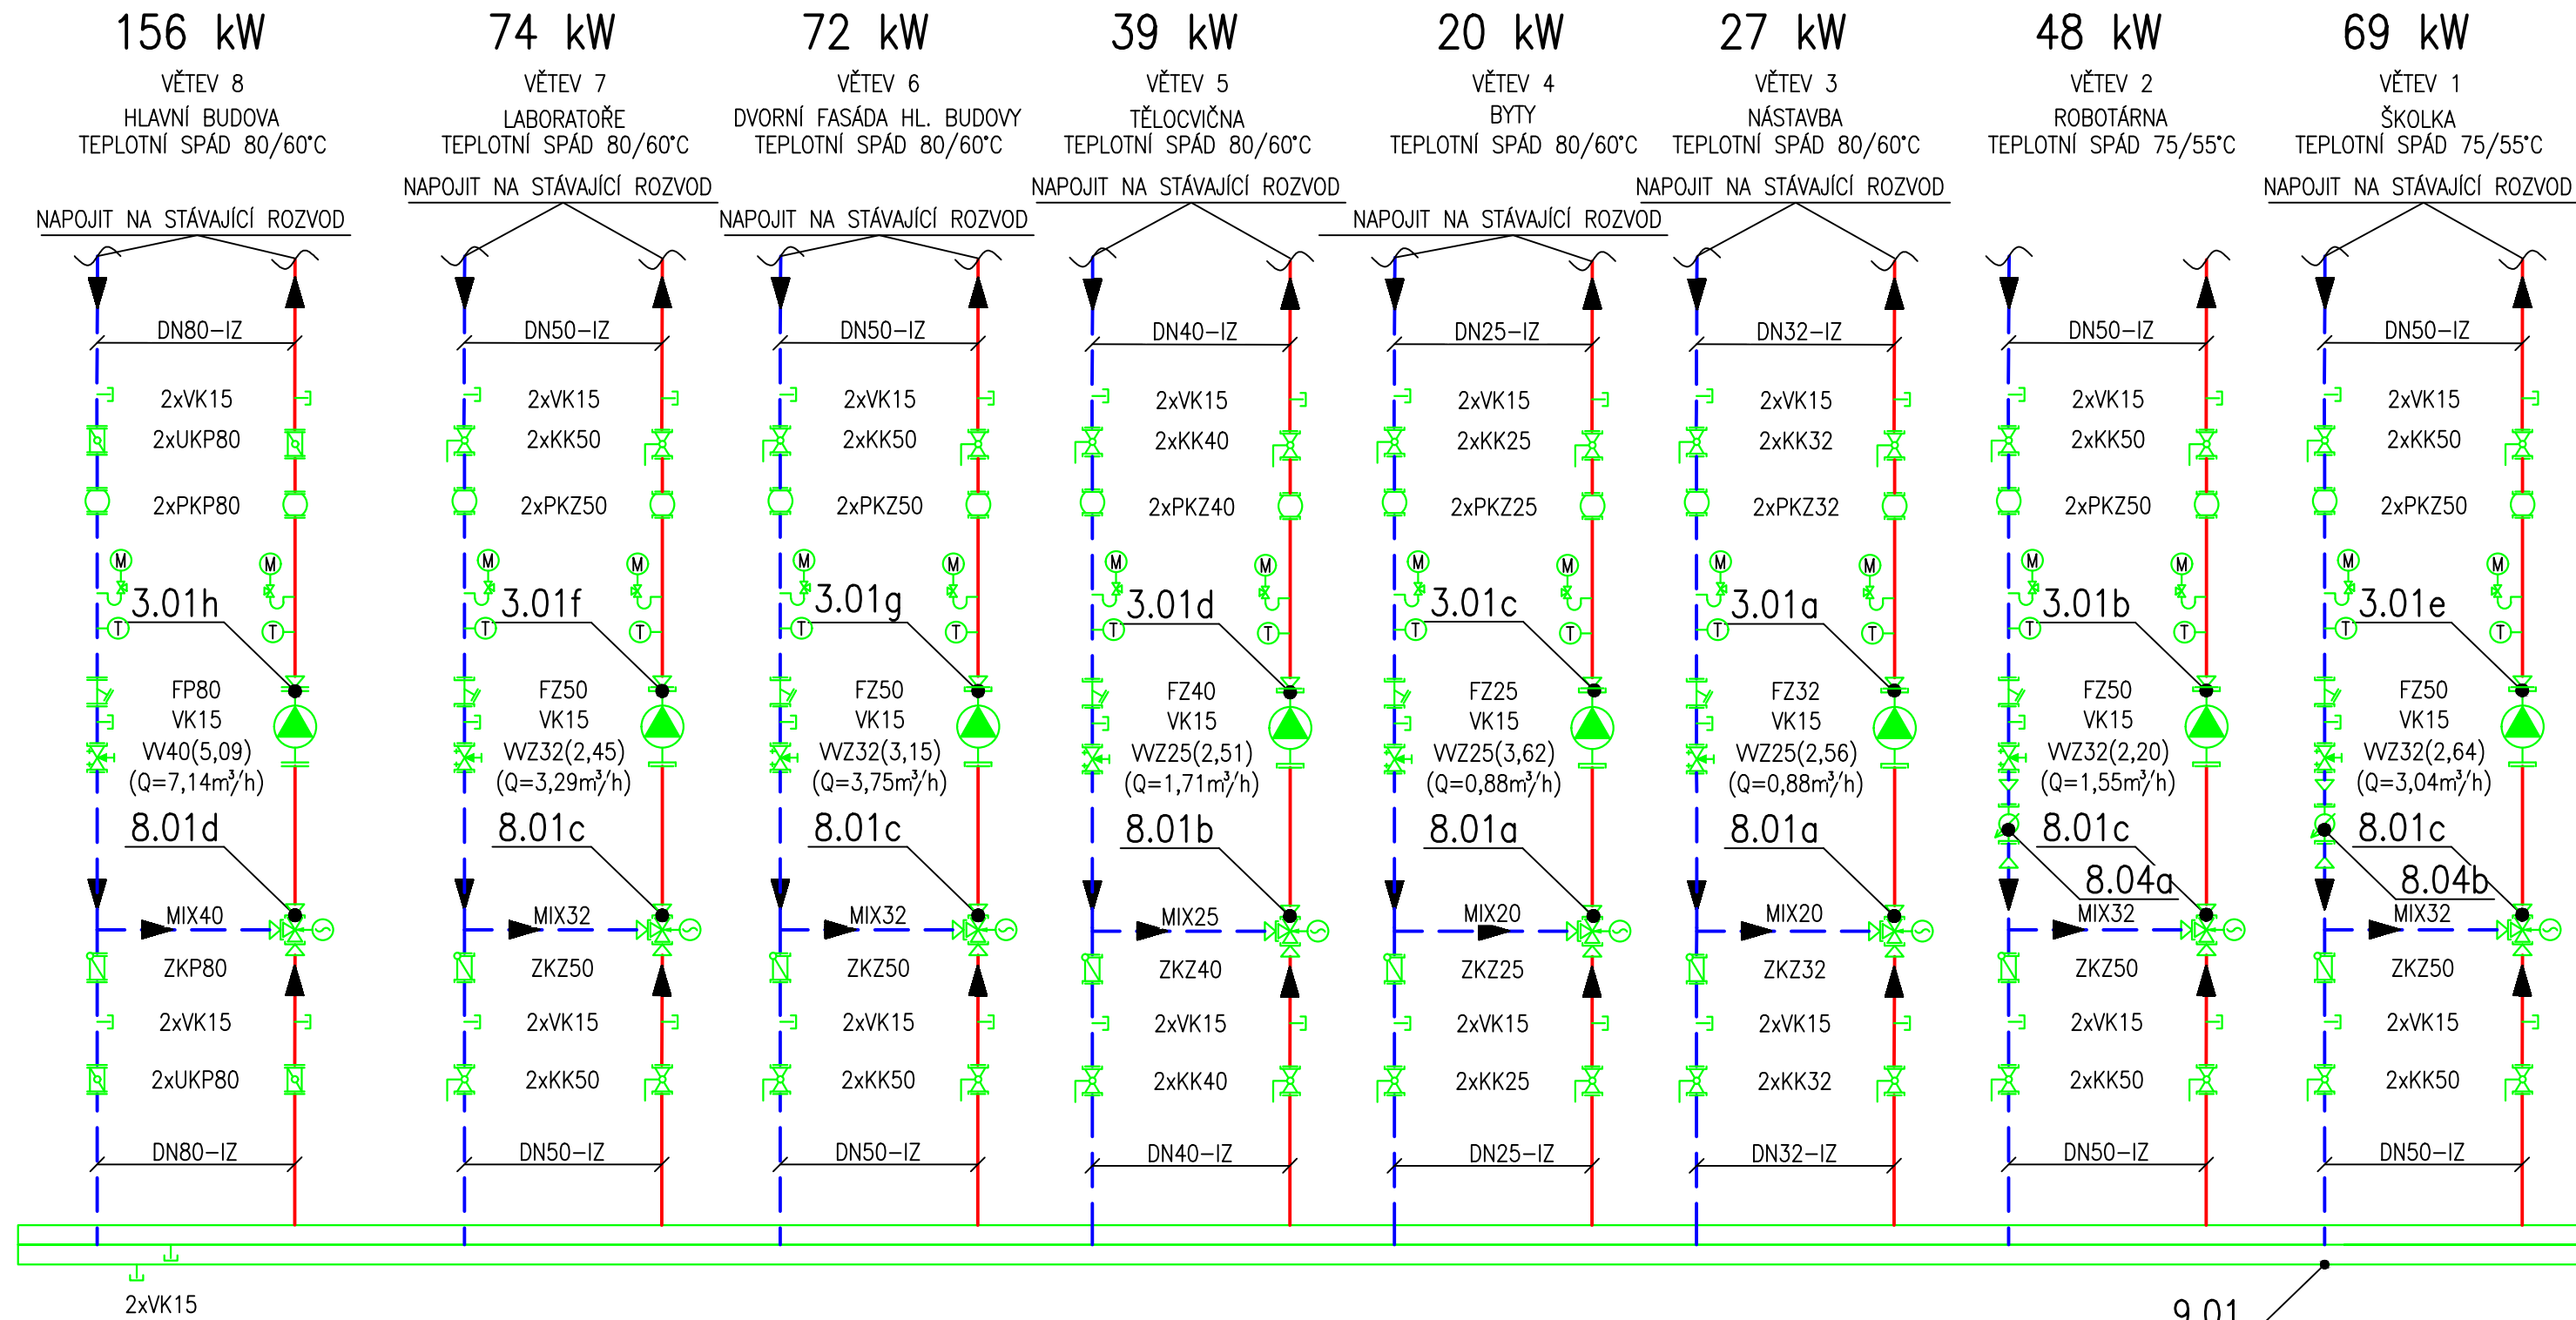 156 kW
VĚTEV 8
HLAVNÍ BUDOVA
TEPLOTNÍ SPÁD 80/60°C
NAPOJIT NA STÁVAJÍCÍ ROZVOD
DN80-IZ
2xVK15
2xUKP80
2xPKP80
M
M
3.01h
T
T
FP80
VK15
VV40(5,09)
(Q=7,14m³/h)
8.01d
MIX40
ZKP80
2xVK15
2xUKP80
DN80-IZ
74 kW
VĚTEV 7
LABORATOŘE
TEPLOTNÍ SPÁD 80/60°C
NAPOJIT NA STÁVAJÍCÍ ROZVOD
DN50-IZ
2xVK15
2xKK50
2xPKZ50
M
M
3.01f
T
T
FZ50
VK15
VVZ32(2,45)
(Q=3,29m³/h)
8.01c
MIX32
ZKZ50
2xVK15
2xKK50
DN50-IZ
72 kW
VĚTEV 6
DVORNÍ FASÁDA HL. BUDOVY
TEPLOTNÍ SPÁD 80/60°C
NAPOJIT NA STÁVAJÍCÍ ROZVOD
DN50-IZ
2xVK15
2xKK50
2xPKZ50
M
M
3.01g
T
T
FZ50
VK15
VVZ32(3,15)
(Q=3,75m³/h)
8.01c
MIX32
ZKZ50
2xVK15
2xKK50
DN50-IZ
39 kW
VĚTEV 5
TĚLOCVIČNA
TEPLOTNÍ SPÁD 80/60°C
NAPOJIT NA STÁVAJÍCÍ ROZVOD
DN40-IZ
2xVK15
2xKK40
2xPKZ40
M
M
3.01d
T
T
FZ40
VK15
VVZ25(2,51)
(Q=1,71m³/h)
8.01b
MIX25
ZKZ40
2xVK15
2xKK40
DN40-IZ
20 kW
VĚTEV 4
BYTY
TEPLOTNÍ SPÁD 80/60°C
NAPOJIT NA STÁVAJÍCÍ ROZVOD
DN25-IZ
2xVK15
2xKK25
2xPKZ25
M
M
3.01c
T
T
FZ25
VK15
VVZ25(3,62)
(Q=0,88m³/h)
8.01a
MIX20
ZKZ25
2xVK15
2xKK25
DN25-IZ
27 kW
VĚTEV 3
NÁSTAVBA
TEPLOTNÍ SPÁD 80/60°C
NAPOJIT NA STÁVAJÍCÍ ROZVOD
DN32-IZ
2xVK15
2xKK32
2xPKZ32
M
M
3.01a
T
T
FZ32
VK15
VVZ25(2,56)
(Q=0,88m³/h)
8.01a
MIX20
ZKZ32
2xVK15
2xKK32
DN32-IZ
48 kW
VĚTEV 2
ROBOTÁRNA
TEPLOTNÍ SPÁD 75/55°C
DN50-IZ
2xVK15
2xKK50
2xPKZ50
M
M
3.01b
T
T
FZ50
VK15
VVZ32(2,20)
(Q=1,55m³/h)
8.01c
8.04a
MIX32
ZKZ50
2xVK15
2xKK50
DN50-IZ
69 kW
VĚTEV 1
ŠKOLKA
TEPLOTNÍ SPÁD 75/55°C
NAPOJIT NA STÁVAJÍCÍ ROZVOD
DN50-IZ
2xVK15
2xKK50
2xPKZ50
M
M
3.01e
T
T
FZ50
VK15
VVZ32(2,64)
(Q=3,04m³/h)
8.01c
8.04b
MIX32
ZKZ50
2xVK15
2xKK50
DN50-IZ
2xVK15
9.01